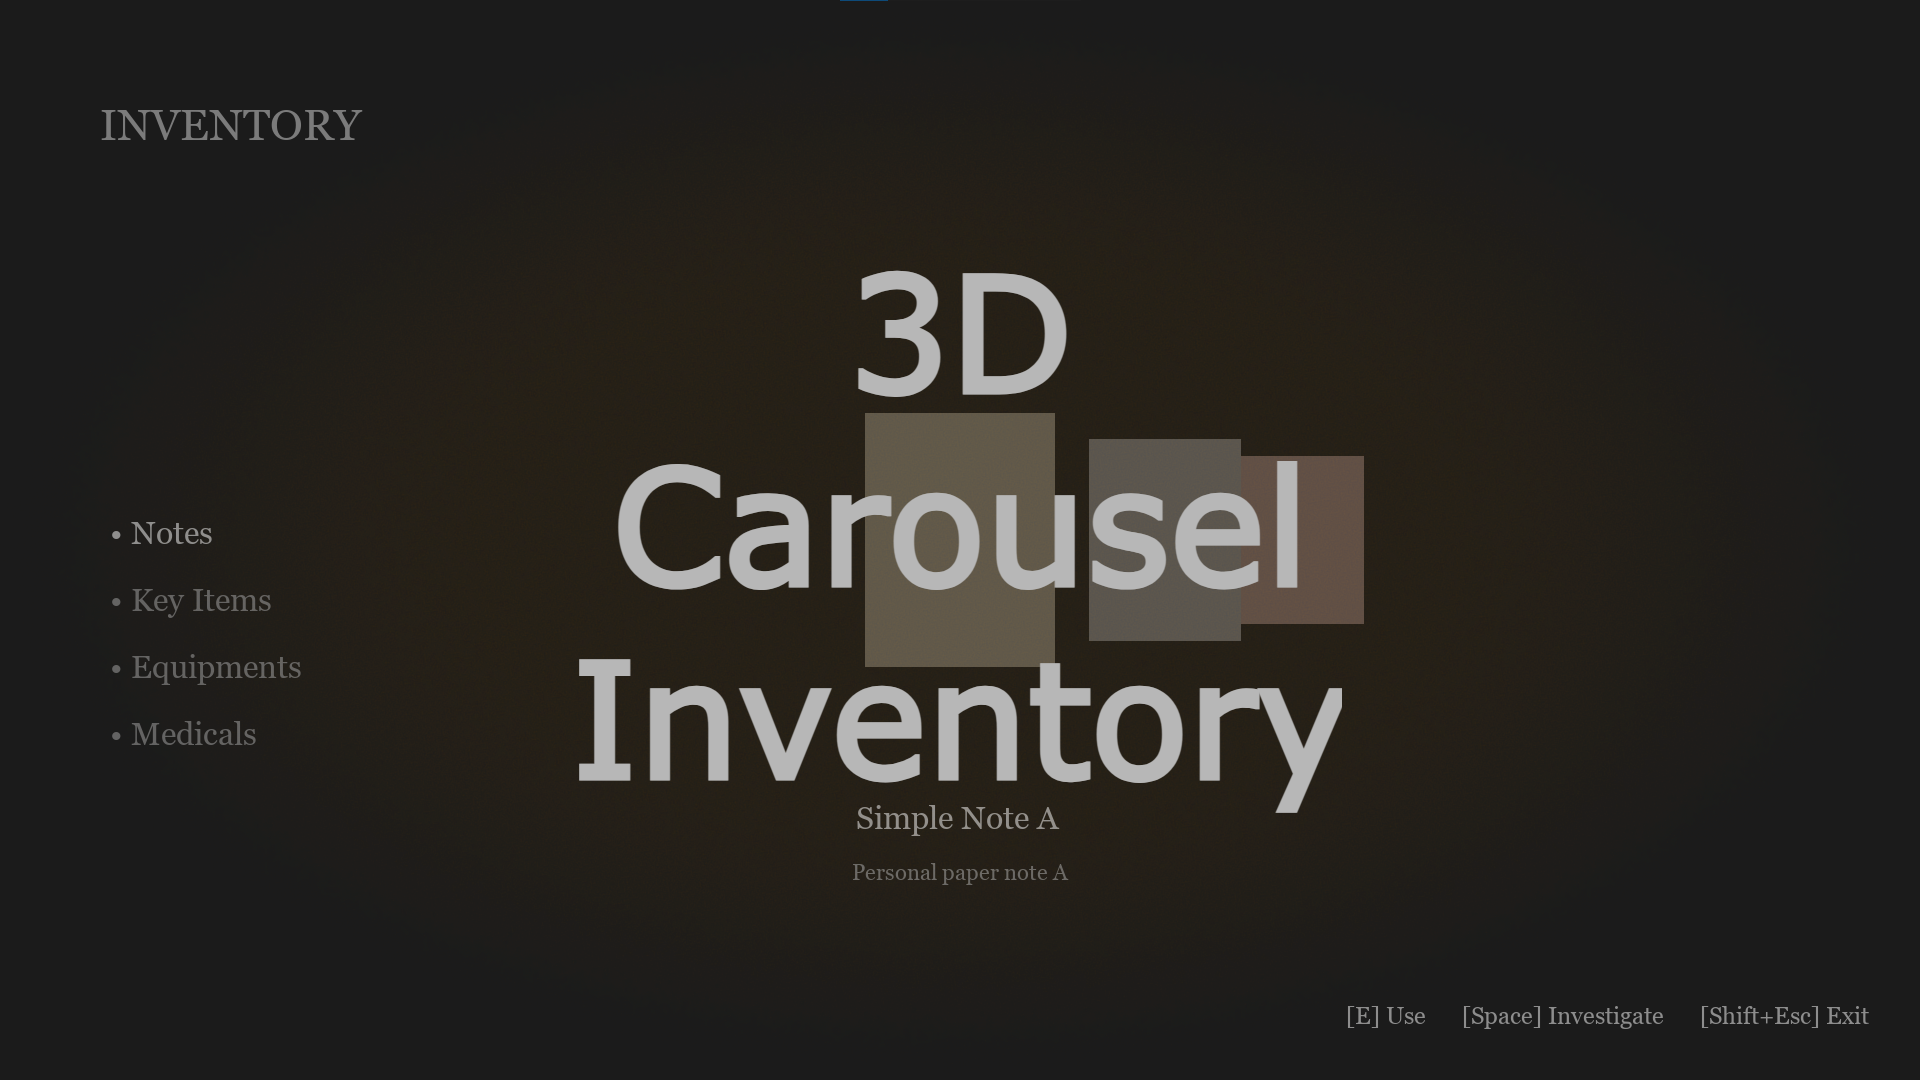 INVENTORY
3D
Carousel
Inventory
• Notes
• Key Items
• Equipments
• Medicals
Simple Note A
Personal paper note A
[E] Use [Space] Investigate [Shift+Esc] Exit